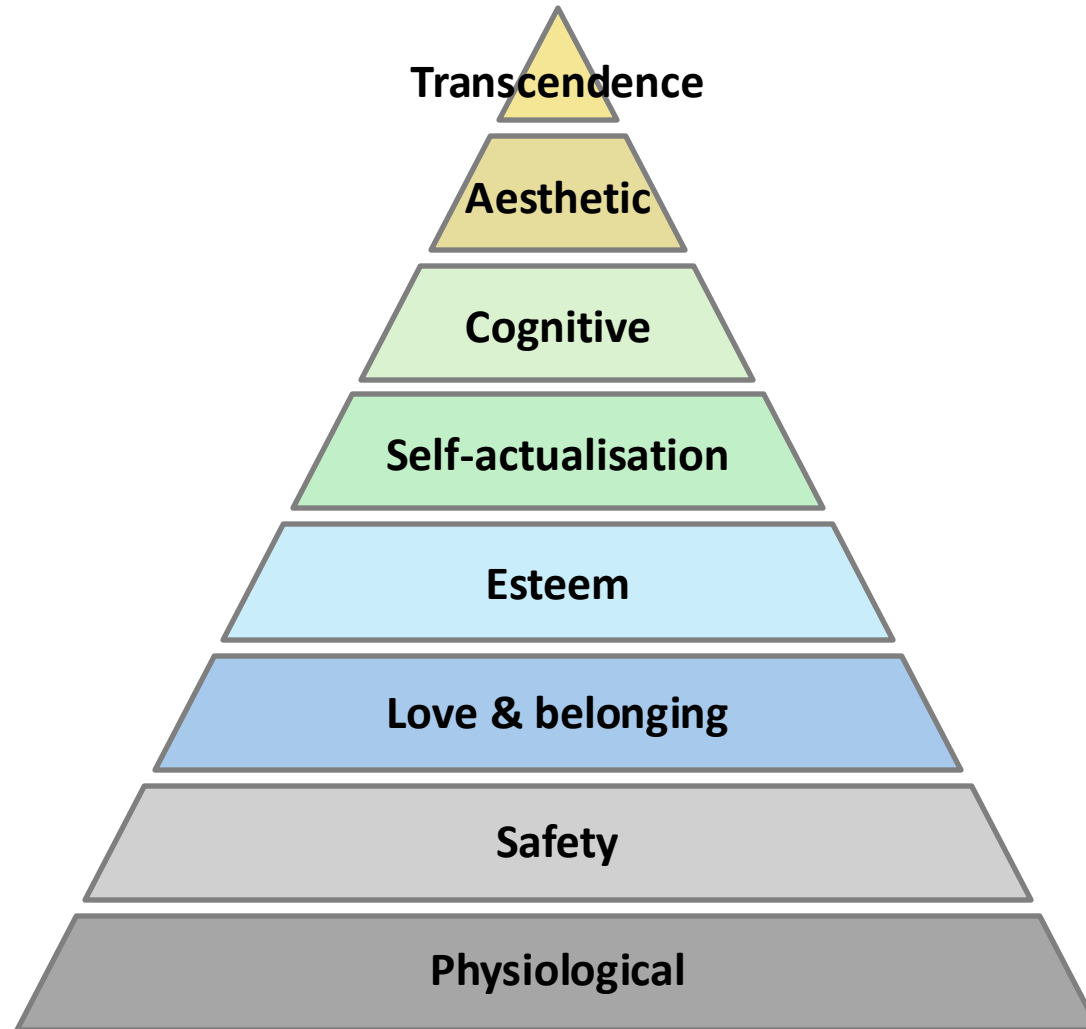 Transcendence
Aesthetic
Cognitive
Self-actualisation
Esteem
Love & belonging
Safety
Physiological